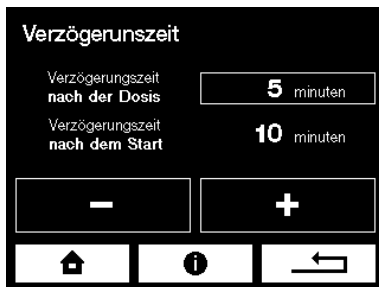 Verzögerunszeit
Verzögerungszeit
nach der Dosis
5 minuten
Verzögerungszeit
nach dem Start
10 minuten
− +
i